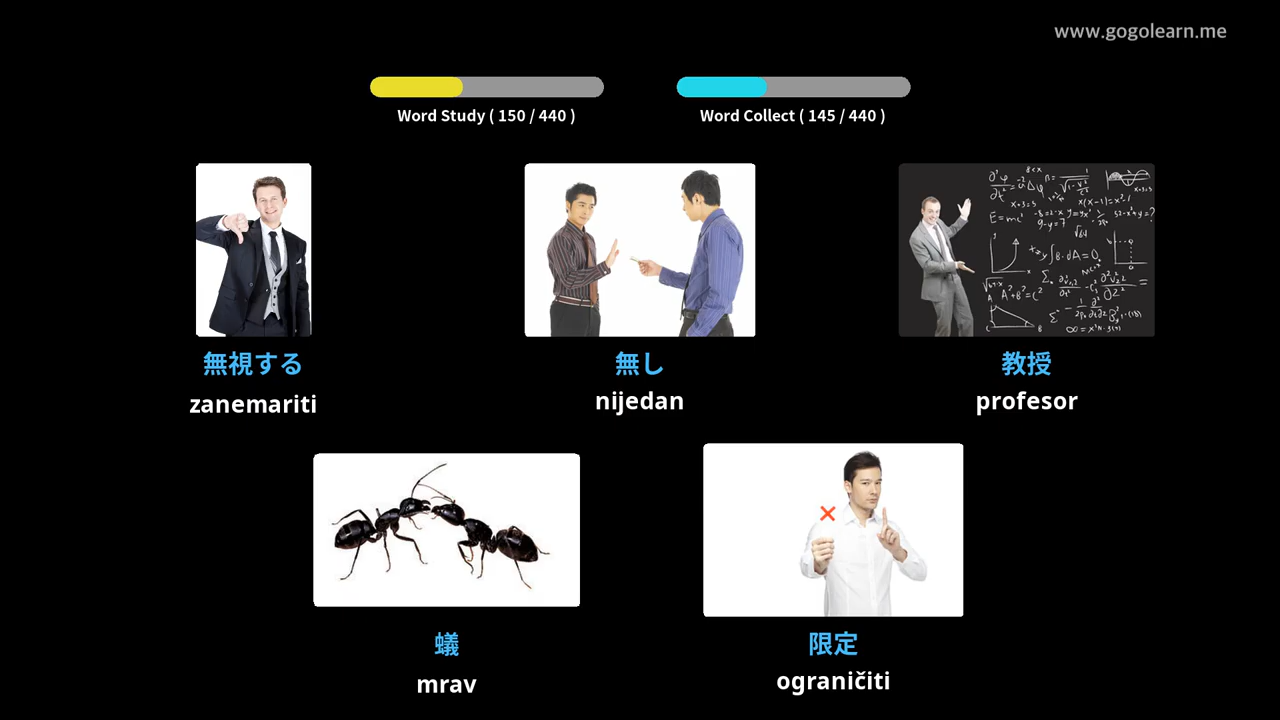 www.gogolearn.me
Word Study ( 150 / 440 )
Word Collect ( 145 / 440 )
無視する
zanemariti
無し
nijedan
教授
profesor
蟻
mrav
限定
ograničiti